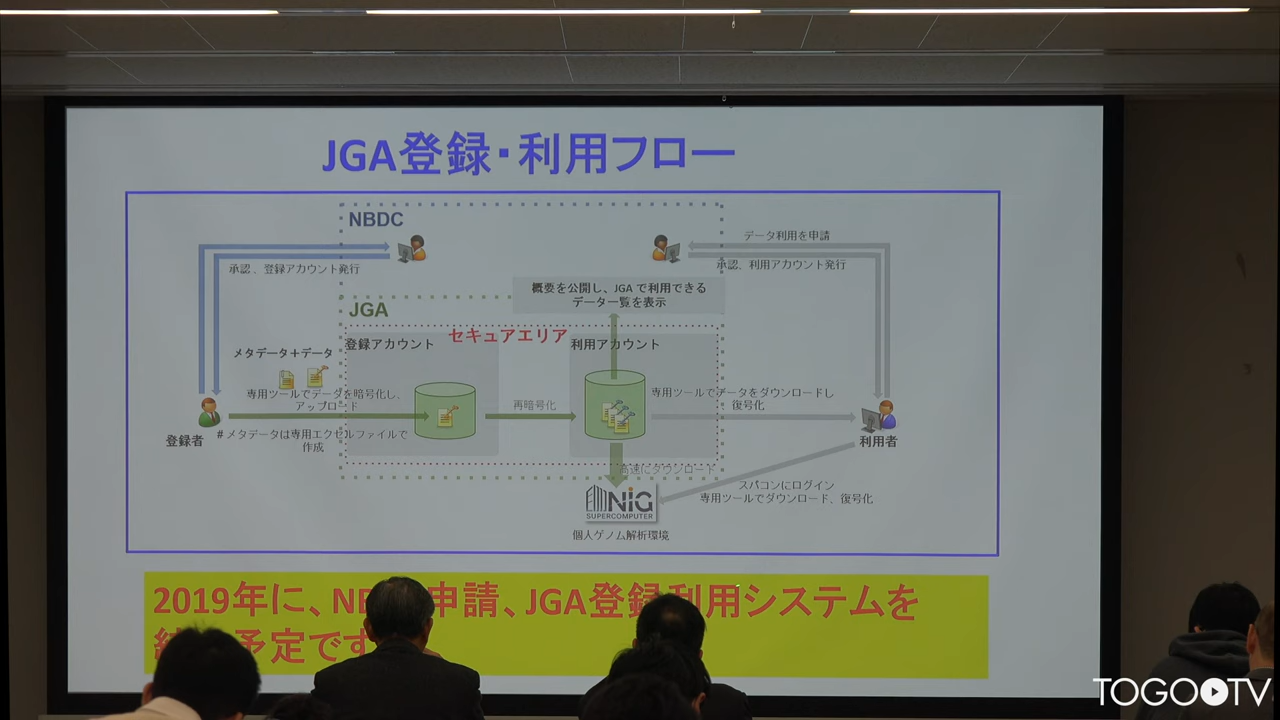 JGA登録・利用フロー
NBDC
データ利用を申請
承認、登録アカウント発行
承認、利用アカウント発行
概要を公開し、JGA で利用できる
データ一覧を表示
JGA
セキュアエリア
登録アカウント
利用アカウント
メタデータ＋データ
専用ツールでデータを暗号化し、
アップロード
再暗号化
専用ツールでデータをダウンロードし
復号化
登録者
#メタデータは専用エクセルファイルで
作成
利用者
高速にダウンロード
スパコンにログイン
専用ツールでダウンロード、復号化
NIG
SUPERCOMPUTER
個人ゲノム解析環境
2019年に、申請、JGA登録利用システムを
予定です
TOGOTV